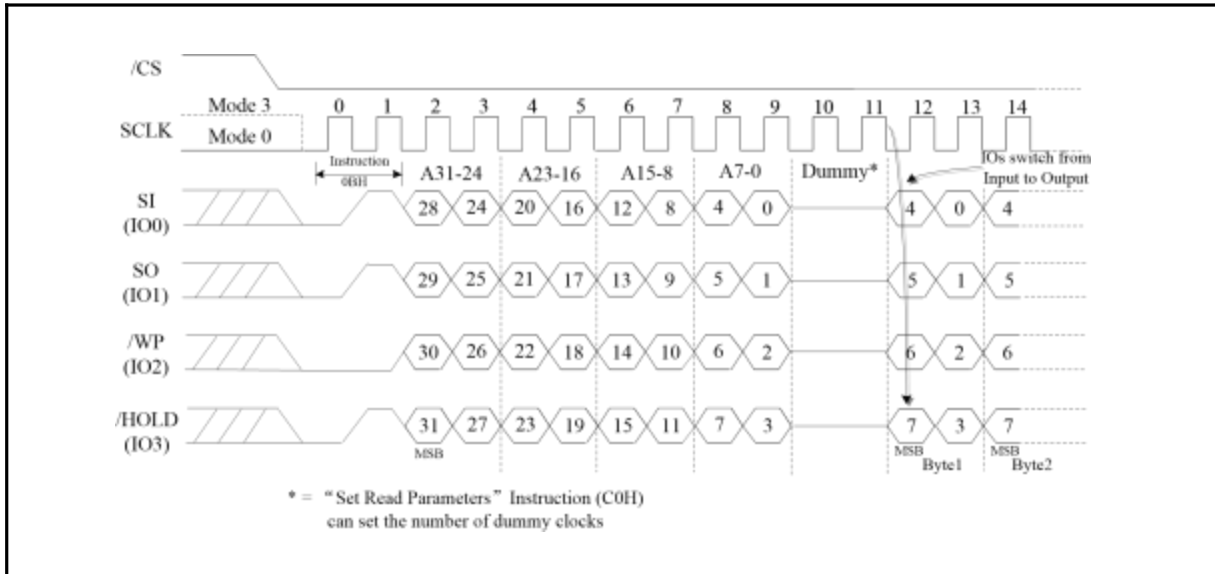 /CS
Mode 3 0 1 2 3 4 5 6 7 8 9 10 11 12 13 14
SCLK Mode 0
Instruction
0BH
A31-24 A23-16 A15-8 A7-0 Dummy*
IOs switch from
Input to Output
SI
(IO0)
28 24 20 16 12 8 4 0 4 0 4
SO
(IO1)
29 25 21 17 13 9 5 1 5 1 5
/WP
(IO2)
30 26 22 18 14 10 6 2 6 2 6
/HOLD
(IO3)
31 27 23 19 15 11 7 3 7 3 7
MSB MSB MSB
Byte1 Byte2
* = “Set Read Parameters” Instruction (C0H)
can set the number of dummy clocks